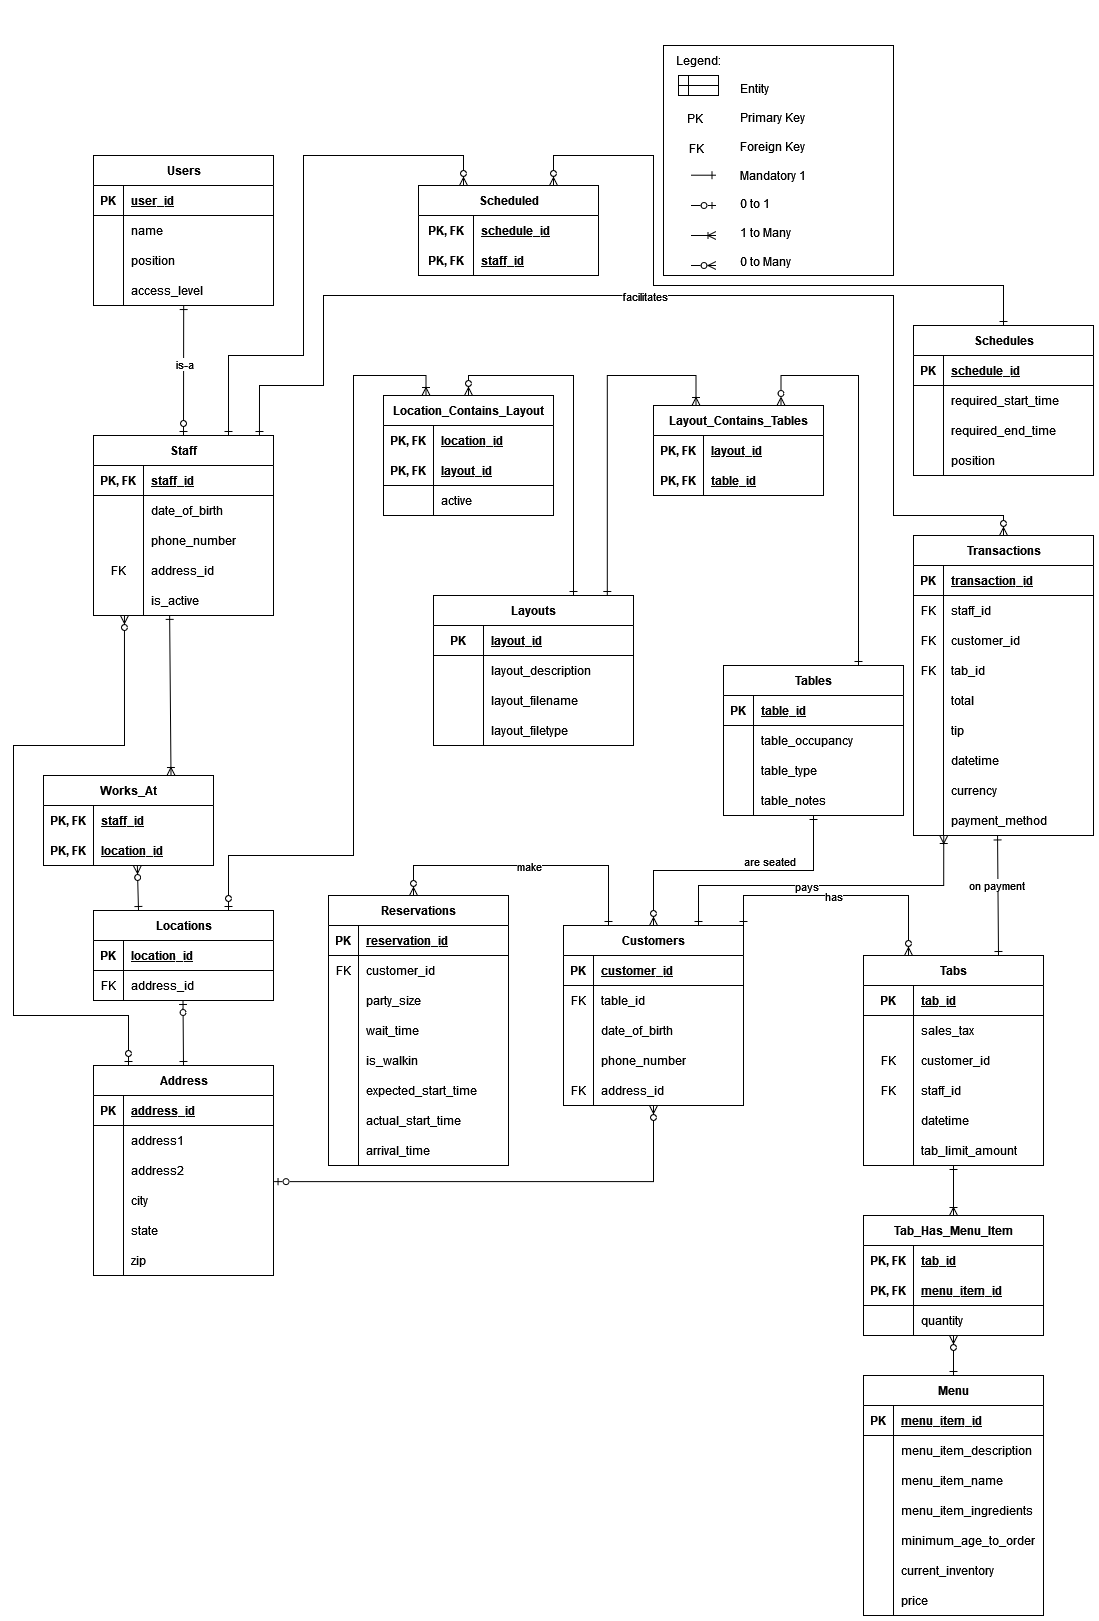 Legend:
Entity
PK Primary Key
FK Foreign Key
Mandatory 1
0 to 1
1 to Many
0 to Many
Users
PK user_id
name
position
access_level
is-a
Scheduled
PK, FK schedule_id
PK, FK staff_id
facilitates
Schedules
PK schedule_id
required_start_time
required_end_time
position
Staff
PK, FK staff_id
date_of_birth
phone_number
FK address_id
is_active
Location_Contains_Layout
PK, FK location_id
PK, FK layout_id
active
Layout_Contains_Tables
PK, FK layout_id
PK, FK table_id
Layouts
PK layout_id
layout_description
layout_filename
layout_filetype
Transactions
PK transaction_id
FK staff_id
FK customer_id
FK tab_id
total
tip
datetime
currency
payment_method
Tables
PK table_id
table_occupancy
table_type
table_notes
Works_At
PK, FK staff_id
PK, FK location_id
make
are seated
pays
has
on payment
Locations
PK location_id
FK address_id
Reservations
PK reservation_id
FK customer_id
party_size
wait_time
is_walkin
expected_start_time
actual_start_time
arrival_time
Customers
PK customer_id
FK table_id
date_of_birth
phone_number
FK address_id
Tabs
PK tab_id
sales_tax
FK customer_id
FK staff_id
datetime
tab_limit_amount
Address
PK address_id
address1
address2
city
state
zip
Tab_Has_Menu_Item
PK, FK tab_id
PK, FK menu_item_id
quantity
Menu
PK menu_item_id
menu_item_description
menu_item_name
menu_item_ingredients
minimum_age_to_order
current_inventory
price